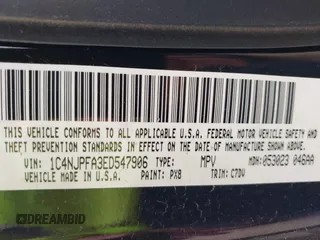 THIS VEHICLE CONFORMS TO ALL APPLICABLE U.S.A. FEDERAL MOTOR VEHICLE SAFETY AND
THEFT PREVENTION STANDARDS IN EFFECT ON THE DATE OF MANUFACTURE SHOWN ABOVE.
VIN: 1C4NJPFA3ED547906 TYPE: MPV MDH: 053023 046AA
VEHICLE MADE IN U.S.A. PAINT: PX8 TRIM: C7DV
DREAMBID